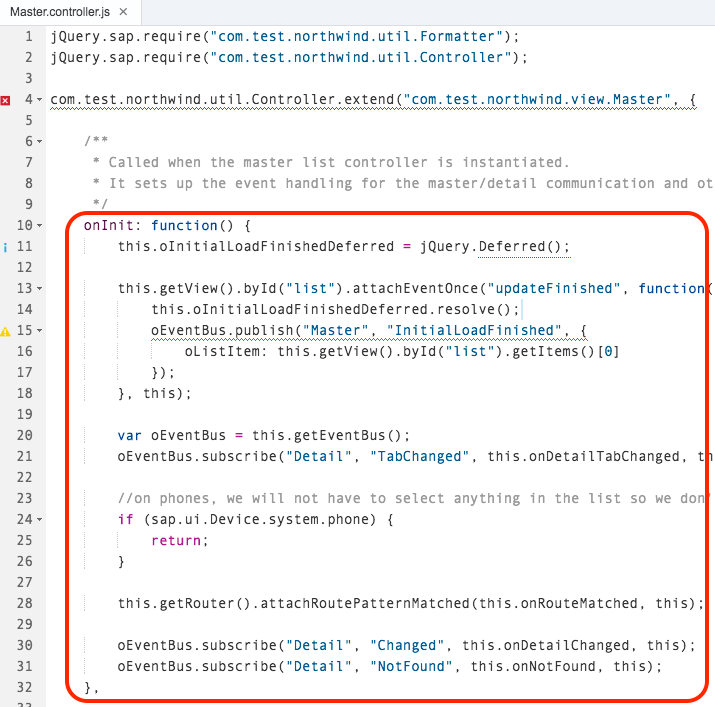 Master.controller.js ×
1 jQuery.sap.require("com.test.northwind.util.Formatter");
2 jQuery.sap.require("com.test.northwind.util.Controller");
3
4 com.test.northwind.util.Controller.extend("com.test.northwind.view.Master", {
5
6 /**
7 * Called when the master list controller is instantiated.
8 * It sets up the event handling for the master/detail communication and ot
9 */
10 onInit: function() {
11 this.oInitialLoadFinishedDeferred = jQuery.Deferred();
12
13 this.getView().byId("list").attachEventOnce("updateFinished", function(
14 this.oInitialLoadFinishedDeferred.resolve();
15 oEventBus.publish("Master", "InitialLoadFinished", {
16 oListItem: this.getView().byId("list").getItems()[0]
17 });
18 }, this);
19
20 var oEventBus = this.getEventBus();
21 oEventBus.subscribe("Detail", "TabChanged", this.onDetailTabChanged, th
22
23 //on phones, we will not have to select anything in the list so we don'
24 if (sap.ui.Device.system.phone) {
25 return;
26 }
27
28 this.getRouter().attachRoutePatternMatched(this.onRouteMatched, this);
29
30 oEventBus.subscribe("Detail", "Changed", this.onDetailChanged, this);
31 oEventBus.subscribe("Detail", "NotFound", this.onNotFound, this);
32 },